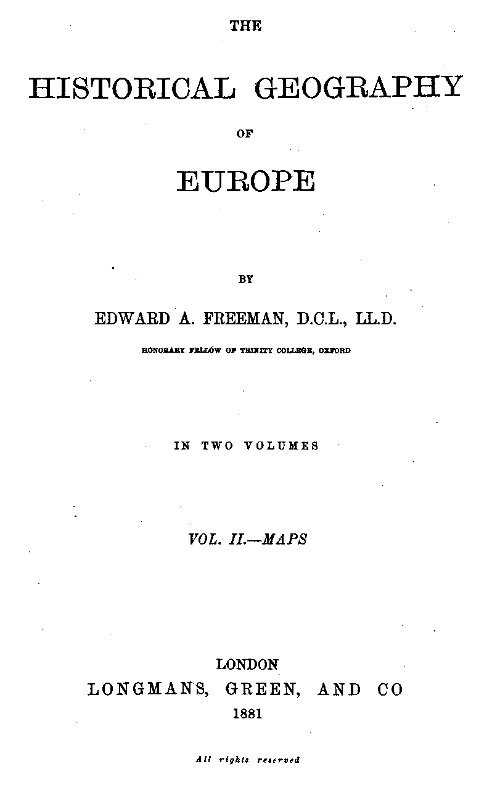 THE
HISTORICAL GEOGRAPHY
OF
EUROPE
BY
EDWARD A. FREEMAN, D.C.L., LL.D.
HONORARY FELLOW OF TRINITY COLLEGE, OXFORD
IN TWO VOLUMES
VOL. II.—MAPS
LONDON
LONGMANS, GREEN, AND CO
1881
All rights reserved